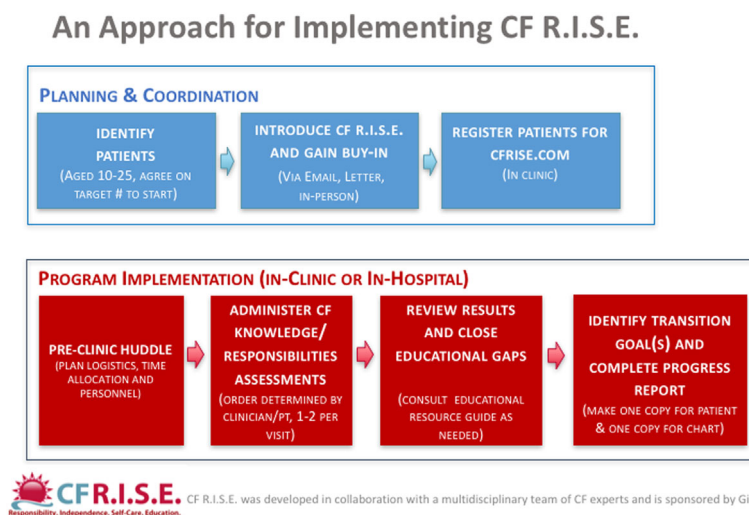 An Approach for Implementing CF R.I.S.E.
PLANNING & COORDINATION
IDENTIFY
PATIENTS
(AGED 10-25, AGREE ON
TARGET # TO START)
INTRODUCE CF R.I.S.E.
AND GAIN BUY-IN
(VIA EMAIL, LETTER,
IN-PERSON)
REGISTER PATIENTS FOR
CFRISE.COM
(IN CLINIC)
PROGRAM IMPLEMENTATION (IN-CLINIC OR IN-HOSPITAL)
PRE-CLINIC HUDDLE
(PLAN LOGISTICS, TIME
ALLOCATION AND
PERSONNEL)
ADMINISTER CF
KNOWLEDGE/
RESPONSIBILITIES
ASSESSMENTS
(ORDER DETERMINED BY
CLINICIAN/PT, 1-2 PER
VISIT)
REVIEW RESULTS
AND CLOSE
EDUCATIONAL GAPS
(CONSULT EDUCATIONAL
RESOURCE GUIDE AS
NEEDED)
IDENTIFY TRANSITION
GOAL(S) AND
COMPLETE PROGRESS
REPORT
(MAKE ONE COPY FOR PATIENT
& ONE COPY FOR CHART)
CF R.I.S.E.
Responsibility. Independence. Self-Care. Education.
CF R.I.S.E. was developed in collaboration with a multidisciplinary team of CF experts and is sponsored by Gi